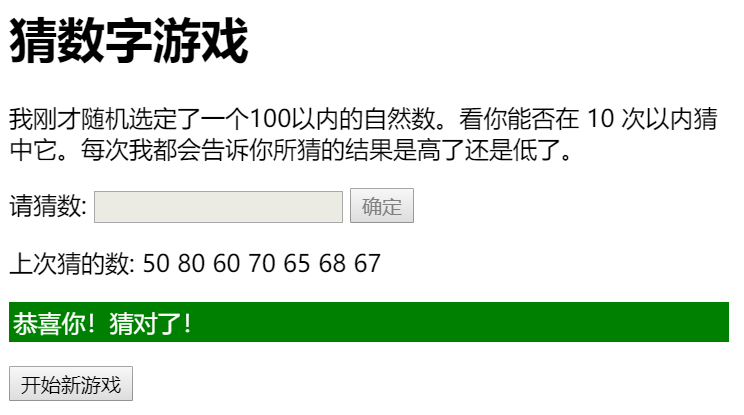 猜数字游戏
我刚才随机选定了一个100以内的自然数。看你能否在 10 次以内猜
中它。每次我都会告诉你所猜的结果是高了还是低了。
请猜数: 确定
上次猜的数: 50 80 60 70 65 68 67
恭喜你！猜对了！
开始新游戏